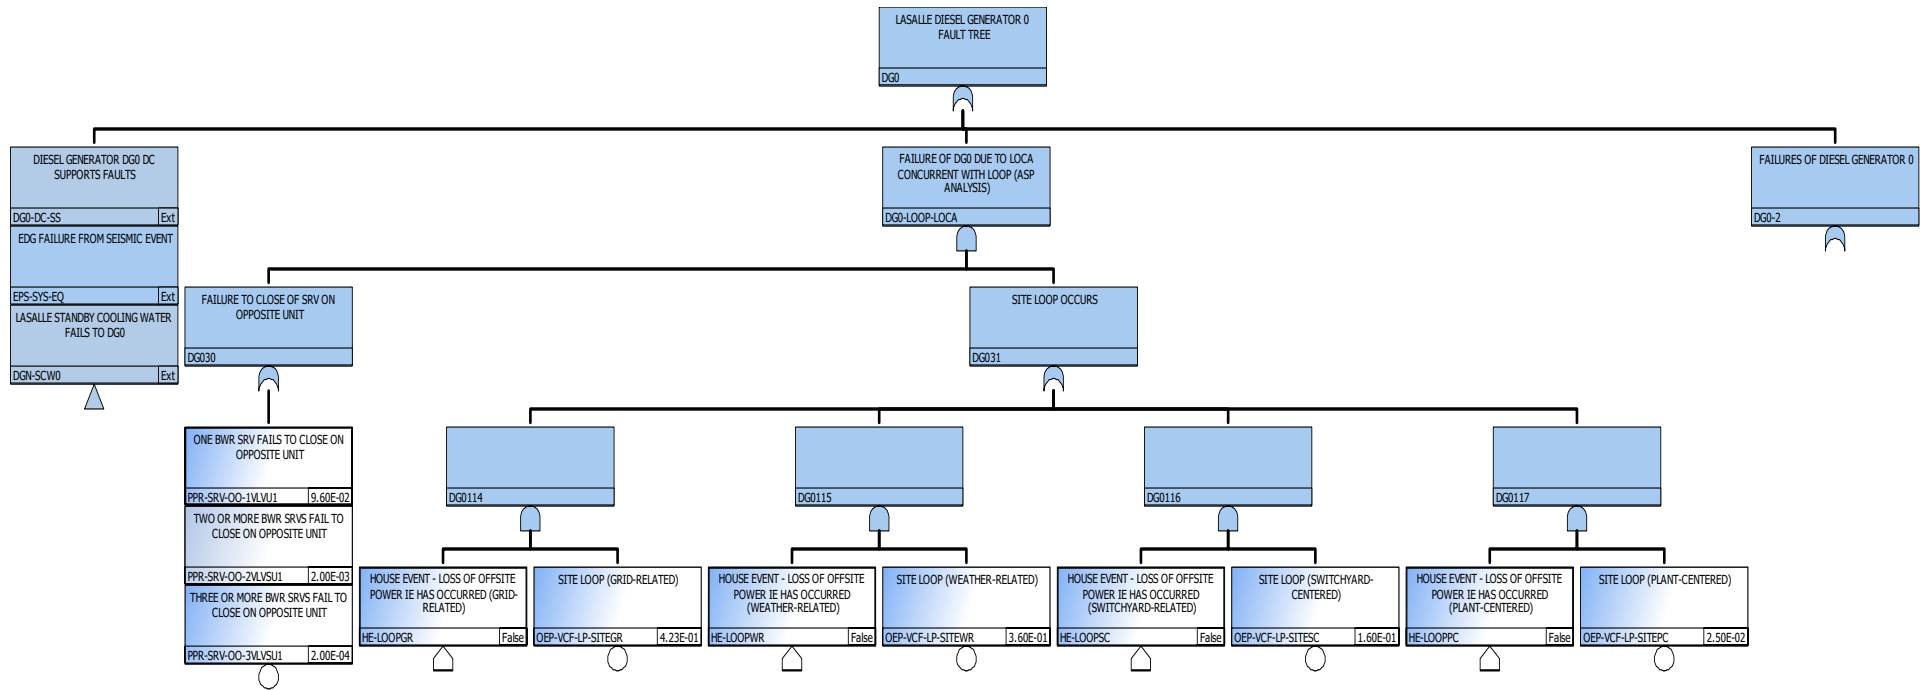 LASALLE DIESEL GENERATOR 0
FAULT TREE
DG0
DIESEL GENERATOR DG0 DC
SUPPORTS FAULTS
DG0-DC-SS Ext
EDG FAILURE FROM SEISMIC EVENT
EPS-SYS-EQ Ext
LASALLE STANDBY COOLING WATER
FAILS TO DG0
DGN-SCW0 Ext
FAILURE OF DG0 DUE TO LOCA
CONCURRENT WITH LOOP (ASP
ANALYSIS)
DG0-LOOP-LOCA
FAILURES OF DIESEL GENERATOR 0
DG0-2
FAILURE TO CLOSE OF SRV ON
OPPOSITE UNIT
DG030
SITE LOOP OCCURS
DG031
ONE BWR SRV FAILS TO CLOSE ON
OPPOSITE UNIT
PPR-SRV-OO-1VLVU1 9.60E-02
TWO OR MORE BWR SRVS FAIL TO
CLOSE ON OPPOSITE UNIT
PPR-SRV-OO-2VLVSU1 2.00E-03
THREE OR MORE BWR SRVS FAIL TO
CLOSE ON OPPOSITE UNIT
PPR-SRV-OO-3VLVSU1 2.00E-04
DG0114
DG0115
DG0116
DG0117
HOUSE EVENT - LOSS OF OFFSITE
POWER IE HAS OCCURRED (GRID-
RELATED)
HE-LOOPGR False
SITE LOOP (GRID-RELATED)
OEP-VCF-LP-SITEGR 4.23E-01
HOUSE EVENT - LOSS OF OFFSITE
POWER IE HAS OCCURRED
(WEATHER-RELATED)
HE-LOOPWR False
SITE LOOP (WEATHER-RELATED)
OEP-VCF-LP-SITEWR 3.60E-01
HOUSE EVENT - LOSS OF OFFSITE
POWER IE HAS OCCURRED
(SWITCHYARD-RELATED)
HE-LOOPSC False
SITE LOOP (SWITCHYARD-
CENTERED)
OEP-VCF-LP-SITESC 1.60E-01
HOUSE EVENT - LOSS OF OFFSITE
POWER IE HAS OCCURRED
(PLANT-CENTERED)
HE-LOOPPC False
SITE LOOP (PLANT-CENTERED)
OEP-VCF-LP-SITEPC 2.50E-02